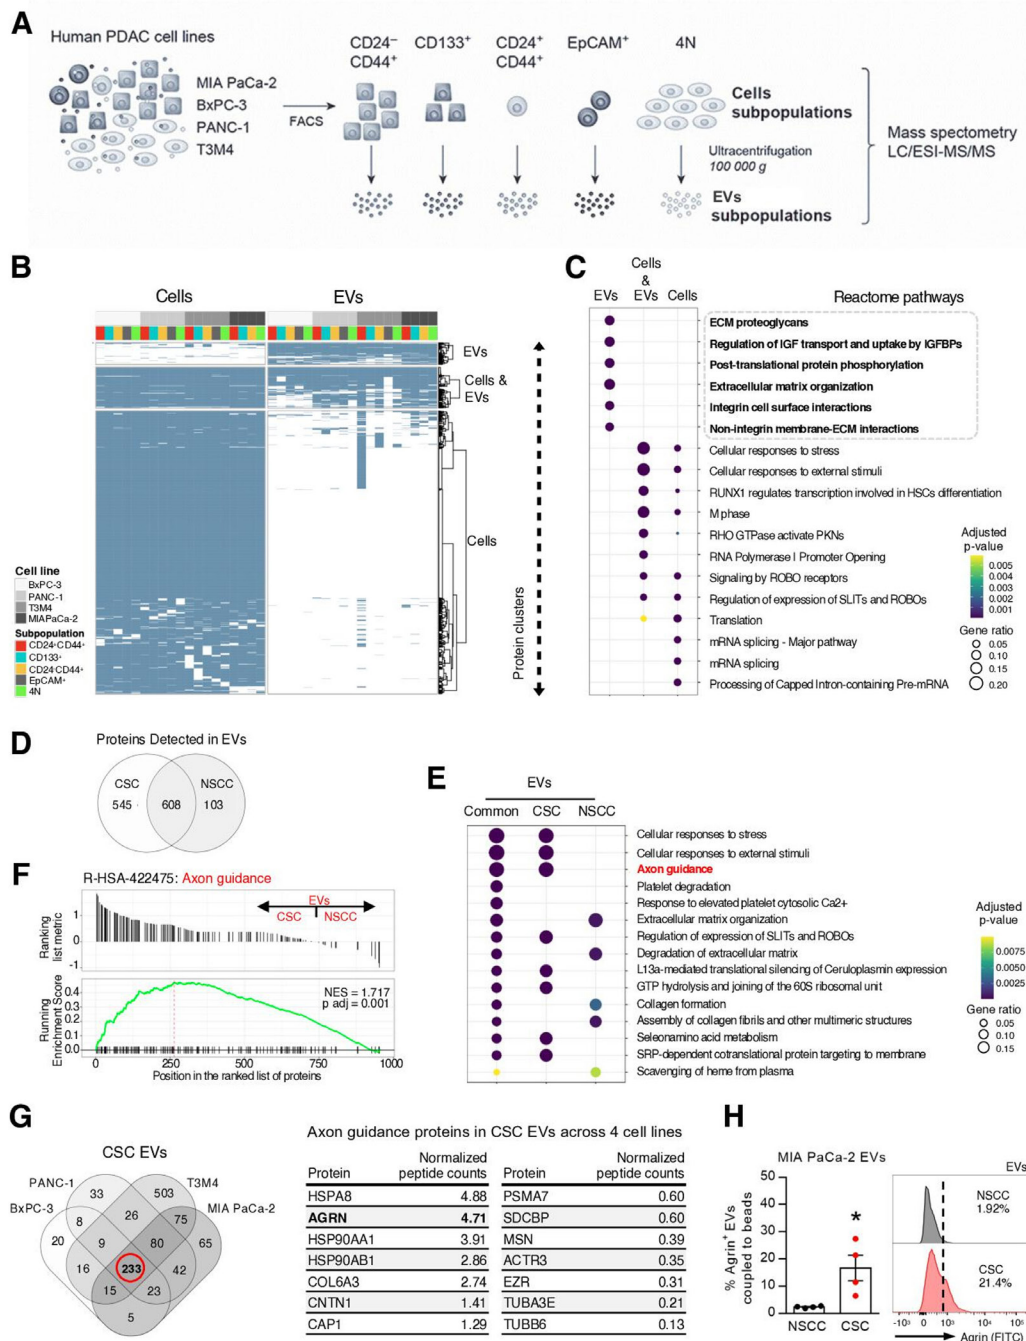 A
Human PDAC cell lines
MIA PaCa-2
BxPC-3
PANC-1
T3M4
FACS
CD24⁻
CD44⁺
CD133⁺
CD24⁺
CD44⁺
EpCAM⁺
4N
Cells
subpopulations
Ultracentrifugation
100 000 g
EVs
subpopulations
Mass spectometry
LC/ESI-MS/MS
B
Cells
EVs
EVs
Cells &
EVs
Cells
Protein clusters
Cell line
BxPC-3
PANC-1
T3M4
MIAPaCa-2
Subpopulation
CD24⁺CD44⁺
CD133⁺
CD24⁻CD44⁺
EpCAM⁺
4N
C
EVs
Cells
&
EVs
Cells
Reactome pathways
ECM proteoglycans
Regulation of IGF transport and uptake by IGFBPs
Post-translational protein phosphorylation
Extracellular matrix organization
Integrin cell surface interactions
Non-integrin membrane-ECM interactions
Cellular responses to stress
Cellular responses to external stimuli
RUNX1 regulates transcription involved in HSCs differentiation
M phase
RHO GTPase activate PKNs
RNA Polymerase I Promoter Opening
Signaling by ROBO receptors
Regulation of expression of SLITs and ROBOs
Translation
mRNA splicing - Major pathway
mRNA splicing
Processing of Capped Intron-containing Pre-mRNA
Adjusted
p-value
0.005
0.004
0.003
0.002
0.001
Gene ratio
0.05
0.10
0.15
0.20
D
Proteins Detected in EVs
CSC
NSCC
545
608
103
E
EVs
Common
CSC
NSCC
Cellular responses to stress
Cellular responses to external stimuli
Axon guidance
Platelet degradation
Response to elevated platelet cytosolic Ca2+
Extracellular matrix organization
Regulation of expression of SLITs and ROBOs
Degradation of extracellular matrix
L13a-mediated translational silencing of Ceruloplasmin expression
GTP hydrolysis and joining of the 60S ribosomal unit
Collagen formation
Assembly of collagen fibrils and other multimeric structures
Seleonamino acid metabolism
SRP-dependent cotranslational protein targeting to membrane
Scavenging of heme from plasma
Adjusted
p-value
0.0075
0.0050
0.0025
Gene ratio
0.05
0.10
0.15
F
R-HSA-422475: Axon guidance
EVs
CSC
NSCC
Ranking
list metric
1
0
-1
NES = 1.717
p adj = 0.001
Running
Enrichment Score
0.4
0.3
0.2
0.1
0.0
0
250
500
750
1000
Position in the ranked list of proteins
G
CSC EVs
PANC-1
T3M4
BxPC-3
MIA PaCa-2
33
503
8
26
75
20
9
80
65
16
233
42
15
23
5
Axon guidance proteins in CSC EVs across 4 cell lines
Protein Normalized peptide counts Protein Normalized peptide counts
HSPA8 4.88 PSMA7 0.60
AGRN 4.71 SDCBP 0.60
HSP90AA1 3.91 MSN 0.39
HSP90AB1 2.86 ACTR3 0.35
COL6A3 2.74 EZR 0.31
CNTN1 1.41 TUBA3E 0.21
CAP1 1.29 TUBB6 0.13
H
MIA PaCa-2 EVs
% Agrin⁺ EVs
coupled to beads
50
40
30
20
10
0
*
NSCC
CSC
EVs
NSCC
1.92%
CSC
21.4%
-10³
0
10³
10⁴
10⁵
Agrin (FITC)